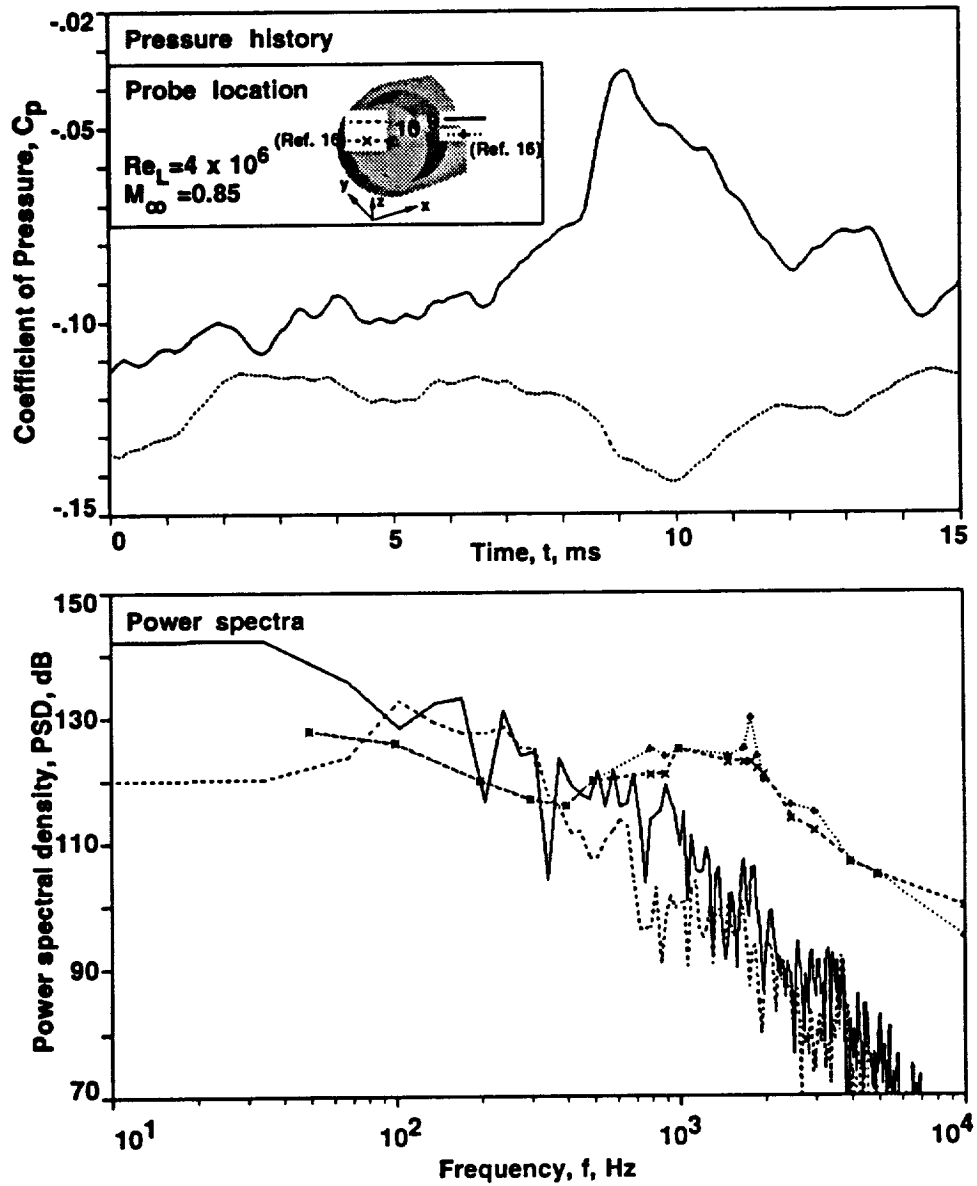 -.02
Pressure history
Probe location
(Ref. 16)
(Ref. 16)
Re_L=4 x 10^6
M_∞ =0.85
y
z
x
-.05
-.10
-.15
Coefficient of Pressure, C_p
0
5
10
15
Time, t, ms
150
Power spectra
130
110
90
70
Power spectral density, PSD, dB
10^1
10^2
10^3
10^4
Frequency, f, Hz